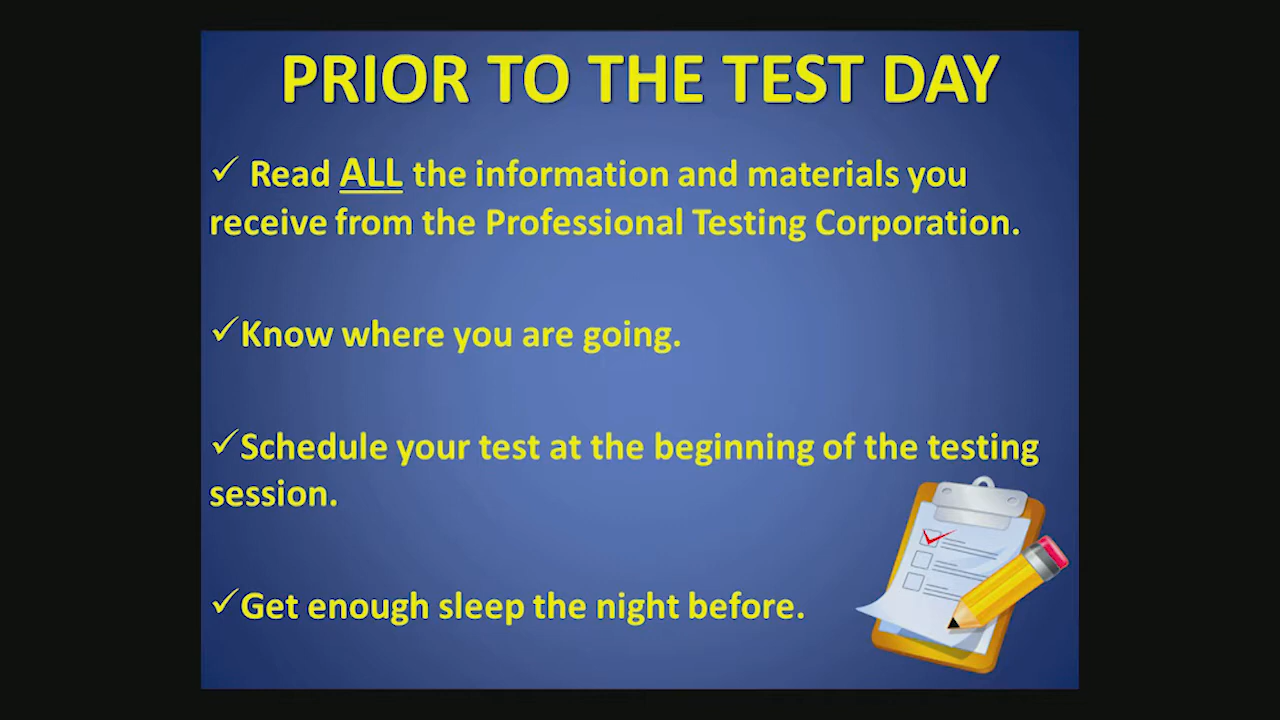 PRIOR TO THE TEST DAY
✓ Read ALL the information and materials you
receive from the Professional Testing Corporation.
✓Know where you are going.
✓Schedule your test at the beginning of the testing
session.
✓Get enough sleep the night before.